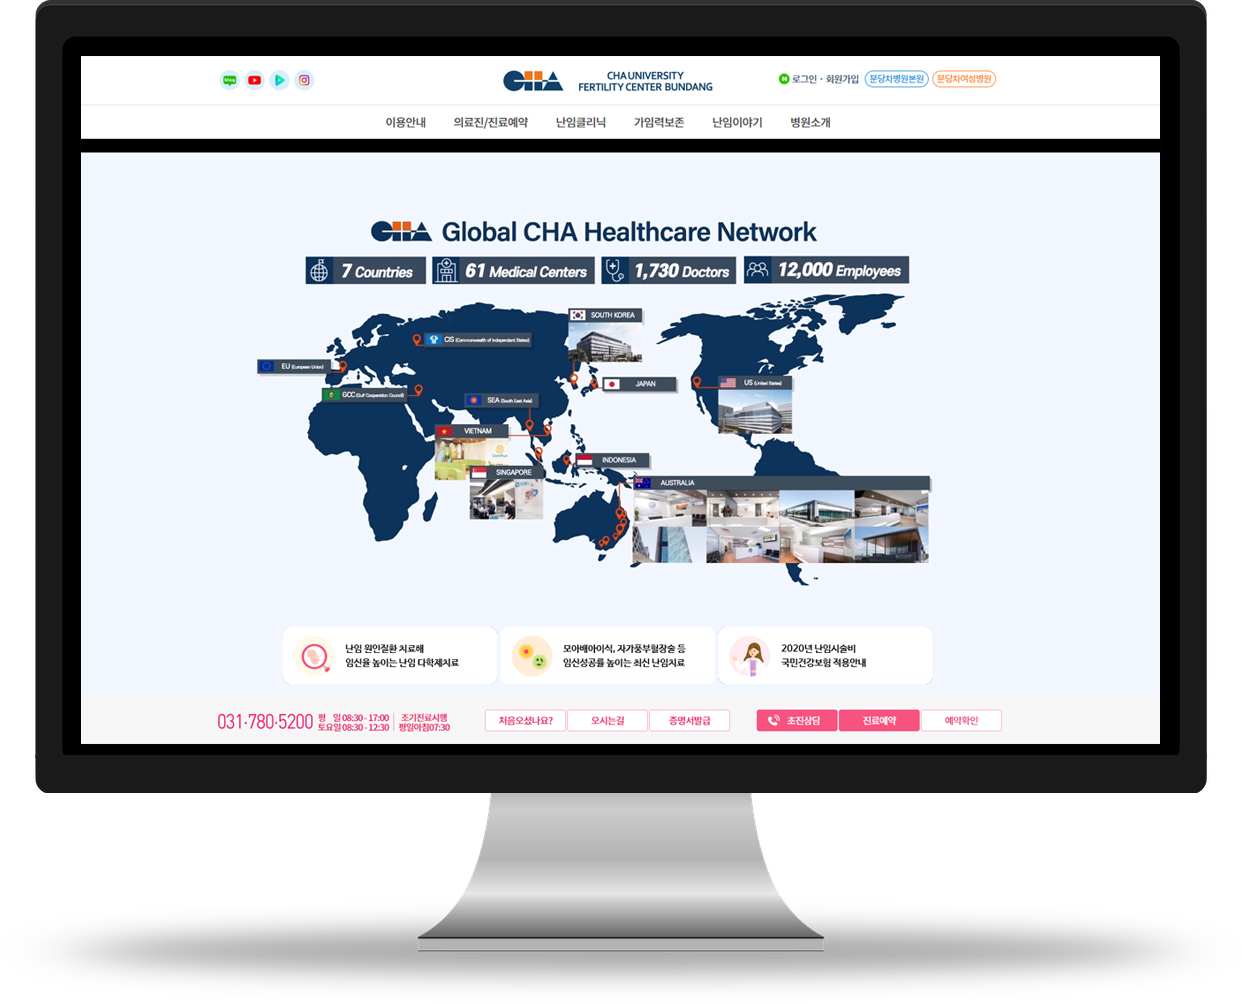 blog
CHA
CHA UNIVERSITY
FERTILITY CENTER BUNDANG
로그인 · 회원가입
분당차병원본원
분당차여성병원
이용안내
의료진/진료예약
난임클리닉
가임력보존
난임이야기
병원소개
CHA Global CHA Healthcare Network
7 Countries
61 Medical Centers
1,730 Doctors
12,000 Employees
SOUTH KOREA
CIS (Commonwealth of Independent States)
EU (European Union)
JAPAN
US (United States)
GCC (Gulf Cooperation Council)
SEA (South East Asia)
VIETNAM
INDONESIA
SINGAPORE
AUSTRALIA
난임 원인질환 치료해
임신율 높이는 난임 다학제치료
모아배아이식, 자가풍부혈장술 등
임신성공률 높이는 최신 난임치료
2020년 난임시술비
국민건강보험 적용안내
031·780·5200
평 일 08:30 - 17:00
토요일 08:30 - 12:30
조기진료시행
평일아침07:30
처음오셨나요?
오시는길
증명서발급
초진상담
진료예약
예약확인